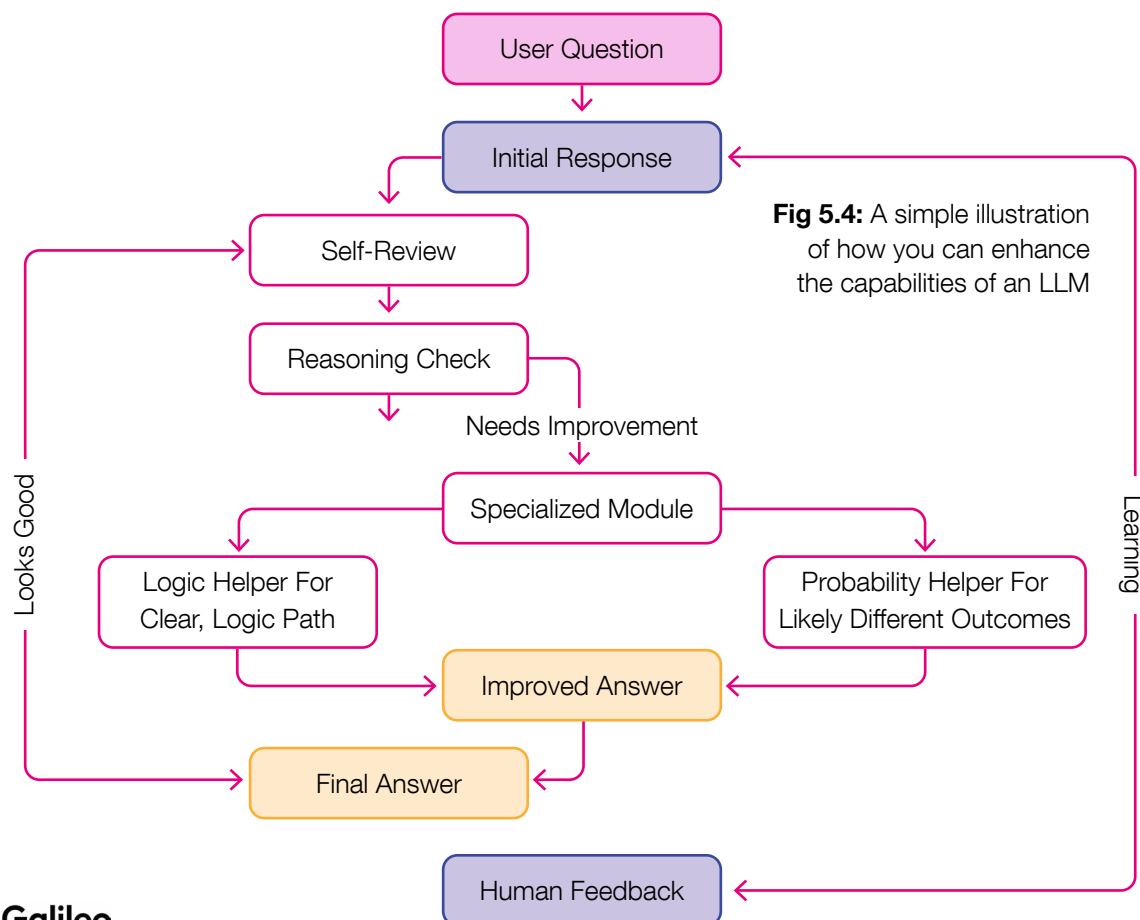 User Question
Initial Response
Fig 5.4: A simple illustration
of how you can enhance
the capabilities of an LLM
Self-Review
Reasoning Check
Needs Improvement
Specialized Module
Looks Good
Learning
Logic Helper For
Clear, Logic Path
Probability Helper For
Likely Different Outcomes
Improved Answer
Final Answer
Human Feedback
Galileo